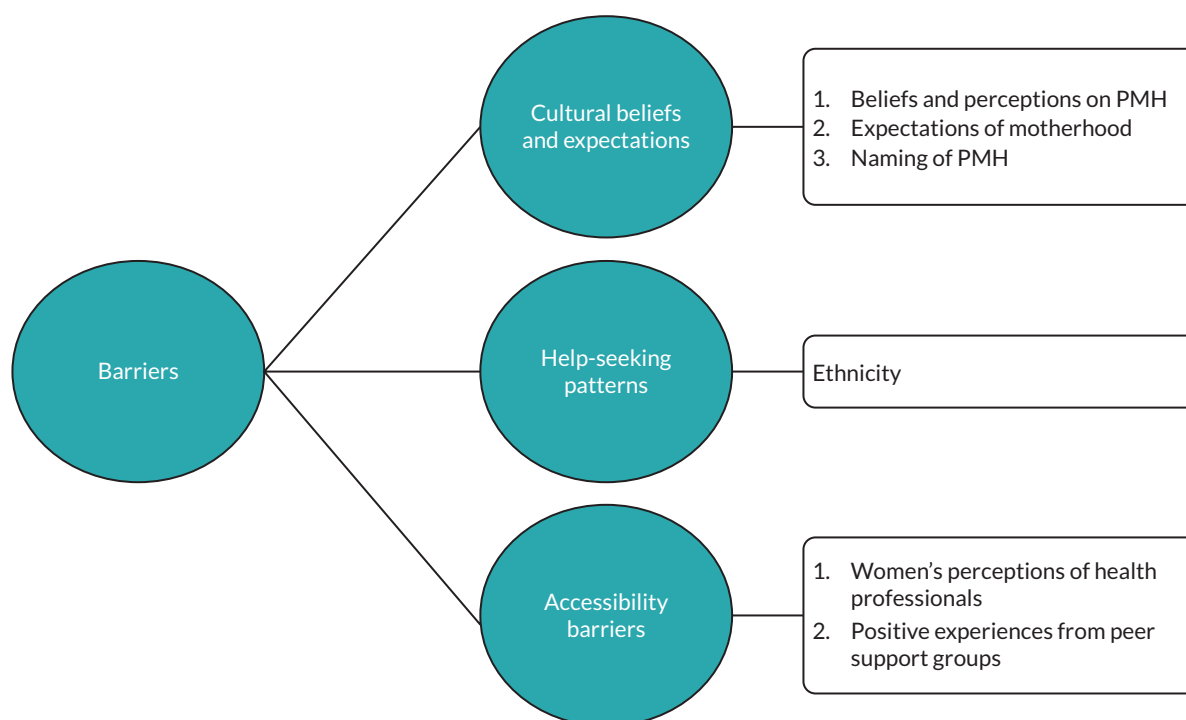 Cultural beliefs
and expectations
1. Beliefs and perceptions on PMH
2. Expectations of motherhood
3. Naming of PMH
Barriers
Help-seeking
patterns
Ethnicity
Accessibility
barriers
1. Women’s perceptions of health
professionals
2. Positive experiences from peer
support groups